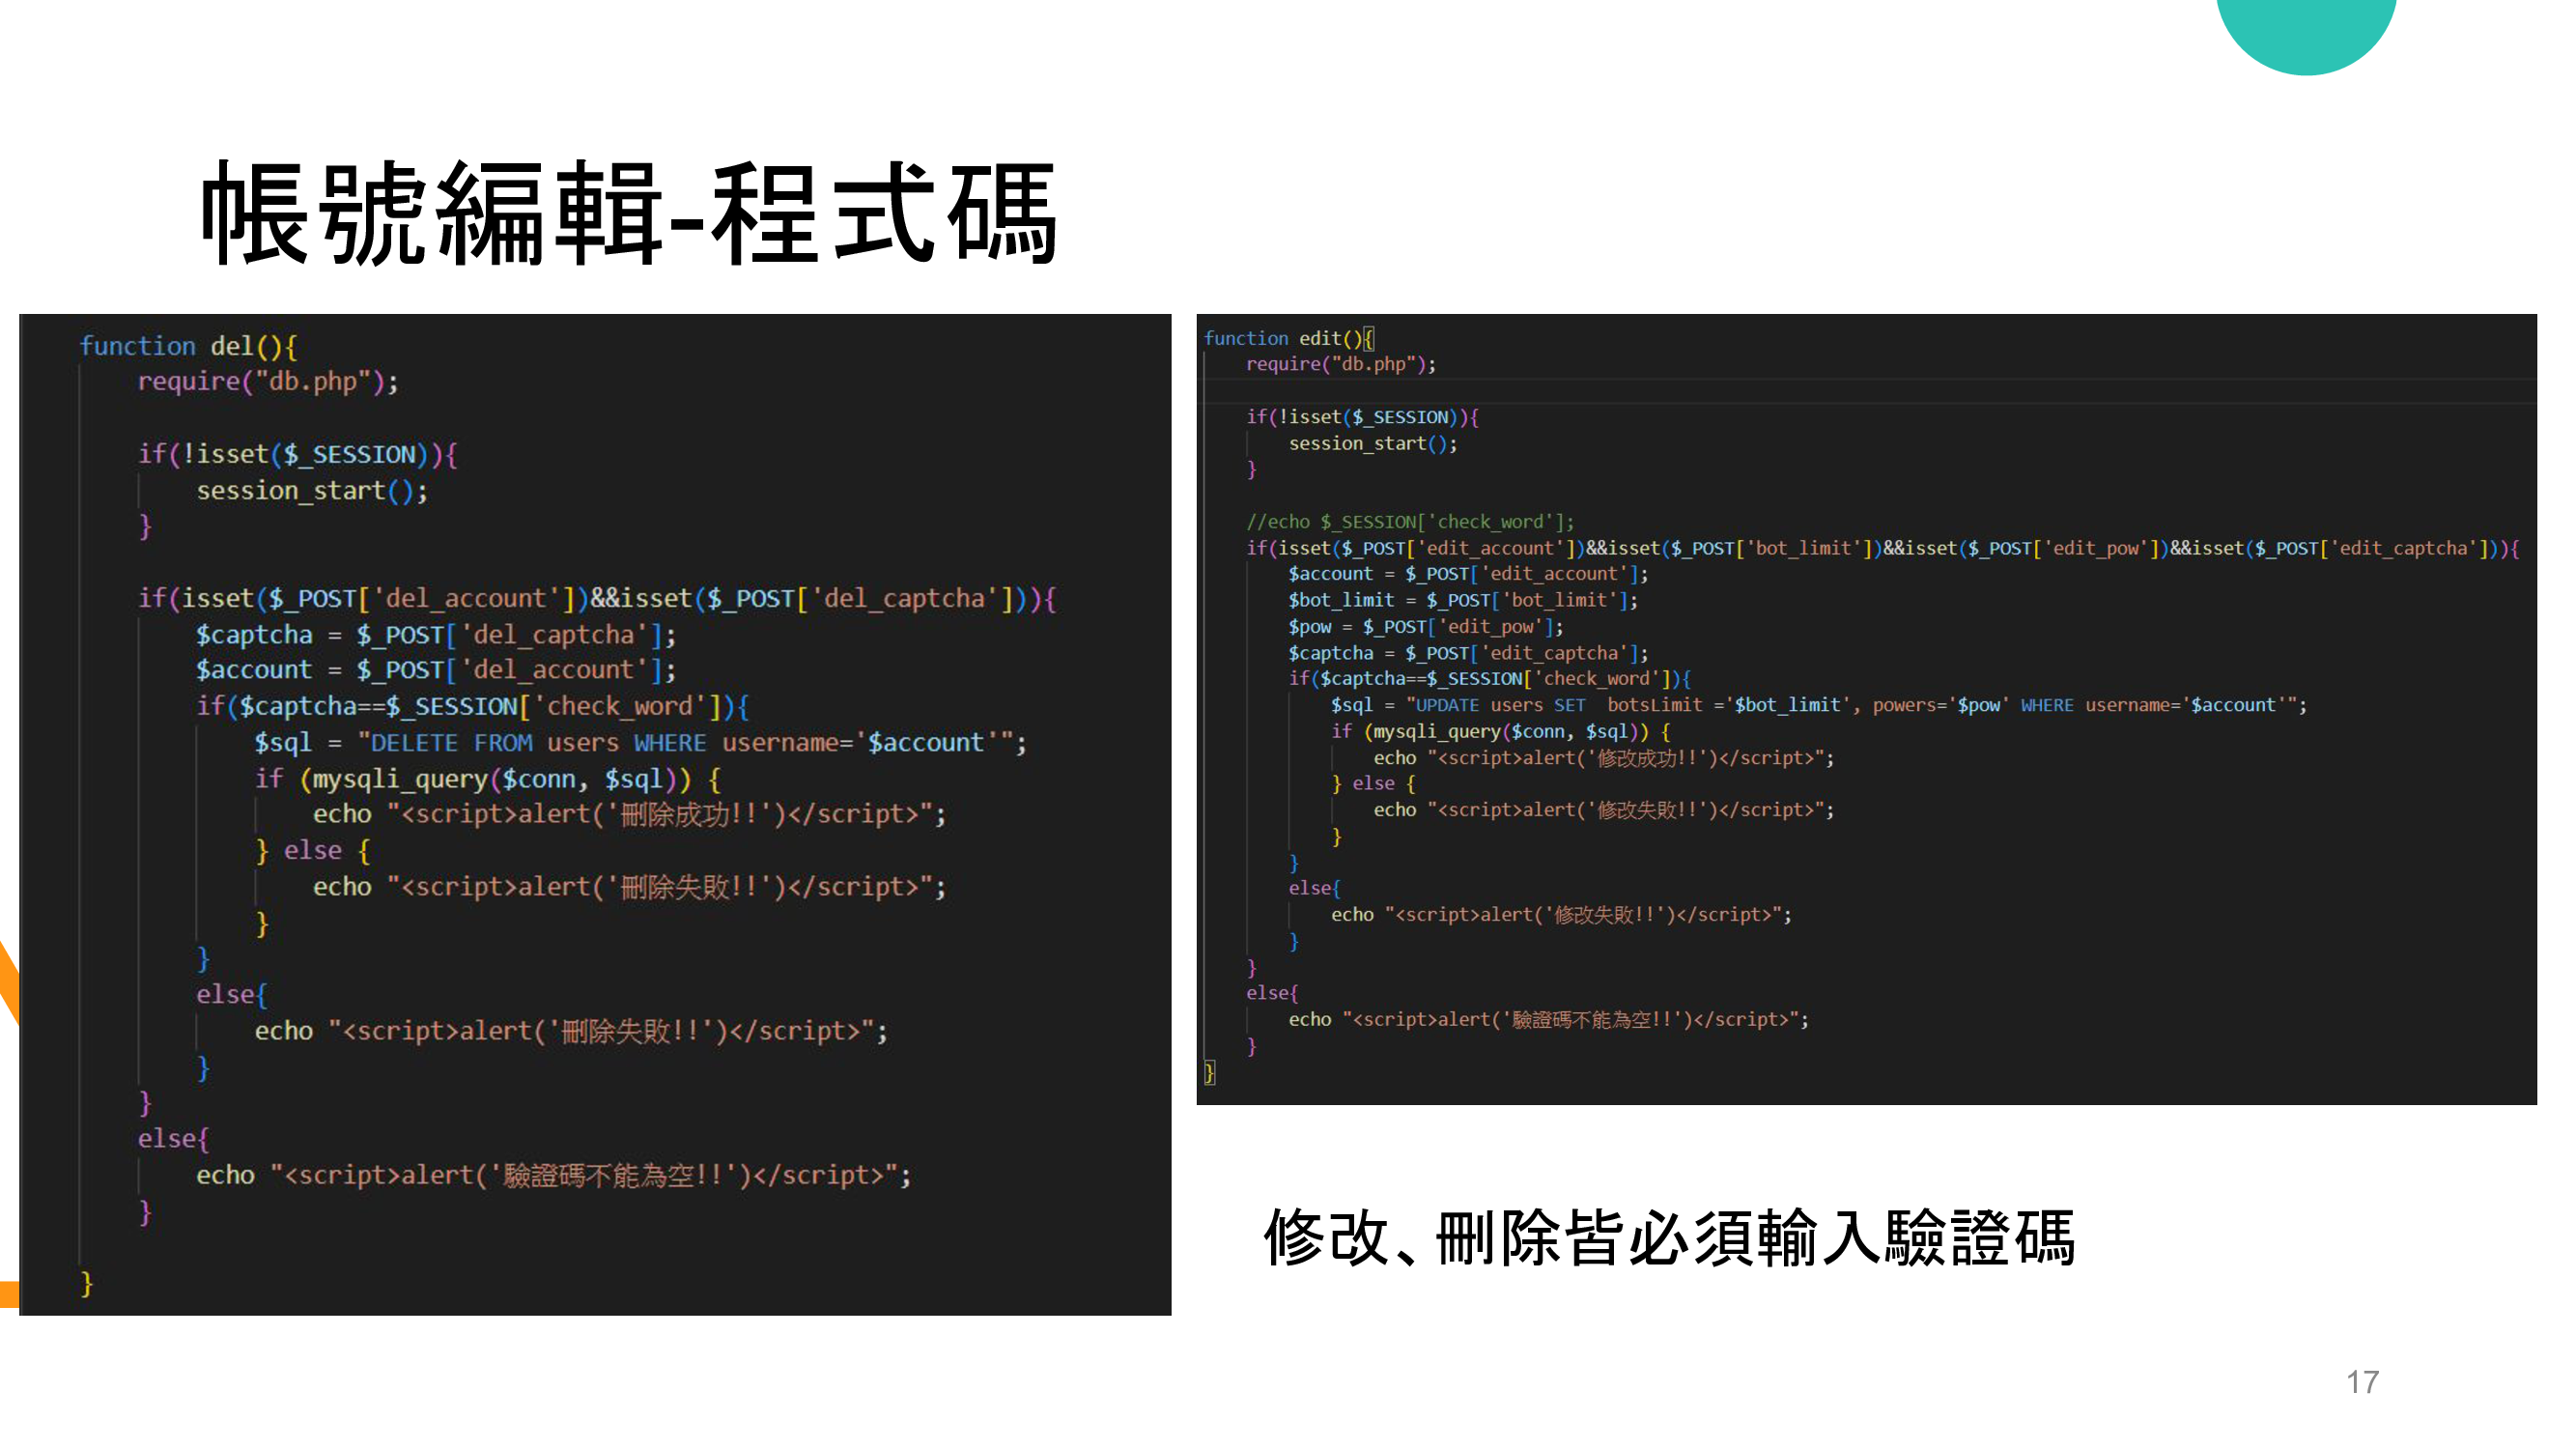 帳號編輯-程式碼
function del(){
require("db.php");
if(!isset($_SESSION)){
session_start();
}
if(isset($_POST['del_account'])&&isset($_POST['del_captcha'])){
$captcha = $_POST['del_captcha'];
$account = $_POST['del_account'];
if($captcha==$_SESSION['check_word']){
$sql = "DELETE FROM users WHERE username='$account'";
if (mysqli_query($conn, $sql)) {
echo "<script>alert('刪除成功!!')</script>";
} else {
echo "<script>alert('刪除失敗!!')</script>";
}
}
else{
echo "<script>alert('刪除失敗!!')</script>";
}
}
else{
echo "<script>alert('驗證碼不能為空!!')</script>";
}
}
function edit(){
require("db.php");
if(!isset($_SESSION)){
session_start();
}
//echo $_SESSION['check_word'];
if(isset($_POST['edit_account'])&&isset($_POST['bot_limit'])&&isset($_POST['edit_pow'])&&isset($_POST['edit_captcha'])){
$account = $_POST['edit_account'];
$bot_limit = $_POST['bot_limit'];
$pow = $_POST['edit_pow'];
$captcha = $_POST['edit_captcha'];
if($captcha==$_SESSION['check_word']){
$sql = "UPDATE users SET  botsLimit ='$bot_limit', powers='$pow' WHERE username='$account'";
if (mysqli_query($conn, $sql)) {
echo "<script>alert('修改成功!!')</script>";
} else {
echo "<script>alert('修改失敗!!')</script>";
}
}
else{
echo "<script>alert('修改失敗!!')</script>";
}
}
else{
echo "<script>alert('驗證碼不能為空!!')</script>";
}
}
修改、刪除皆必須輸入驗證碼
17